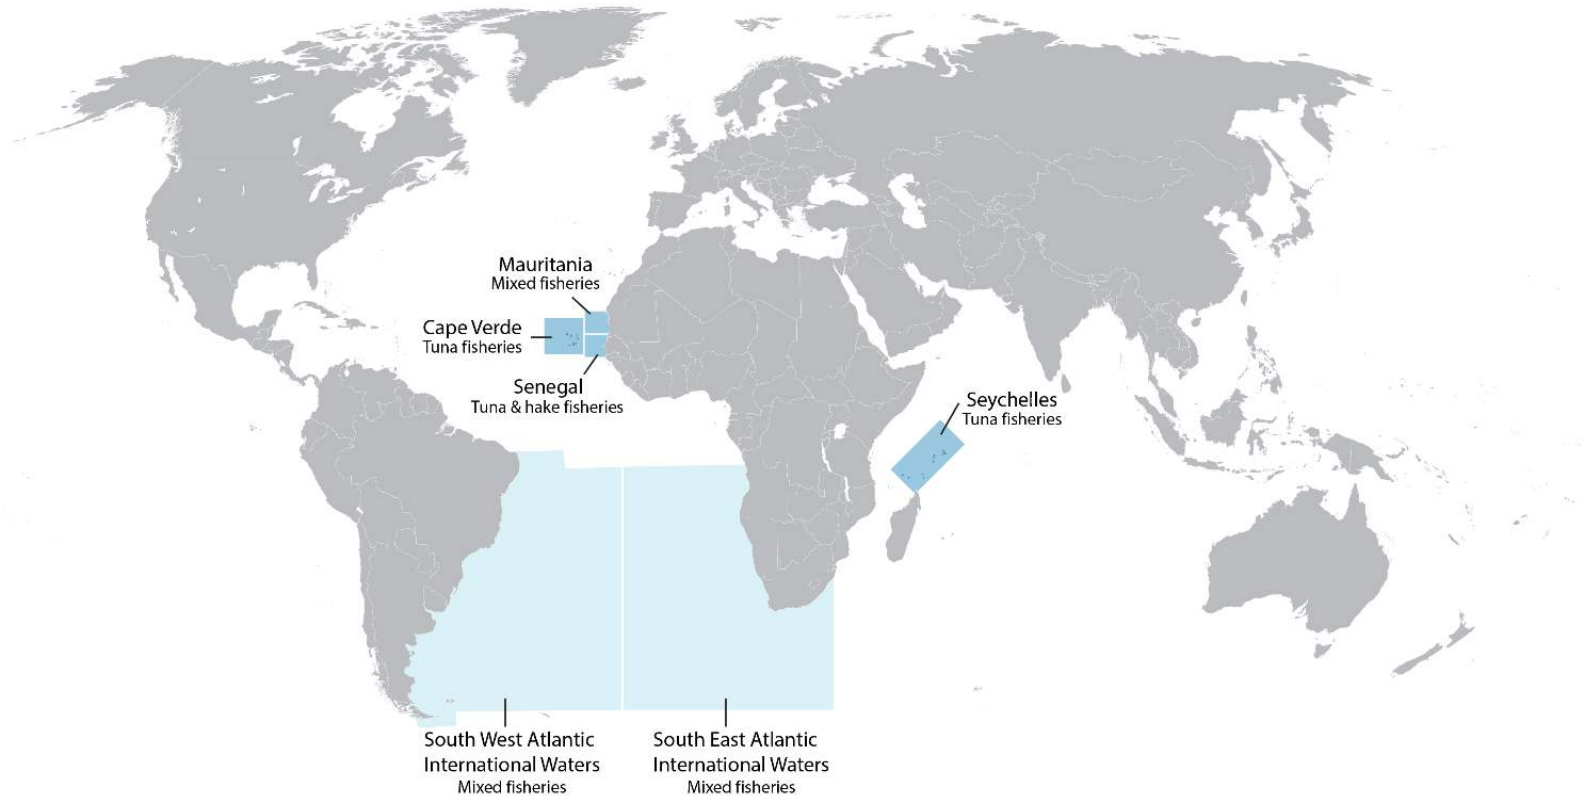 Mauritania
Mixed fisheries
Cape Verde
Tuna fisheries
Senegal
Tuna & hake fisheries
Seychelles
Tuna fisheries
South West Atlantic
International Waters
Mixed fisheries
South East Atlantic
International Waters
Mixed fisheries